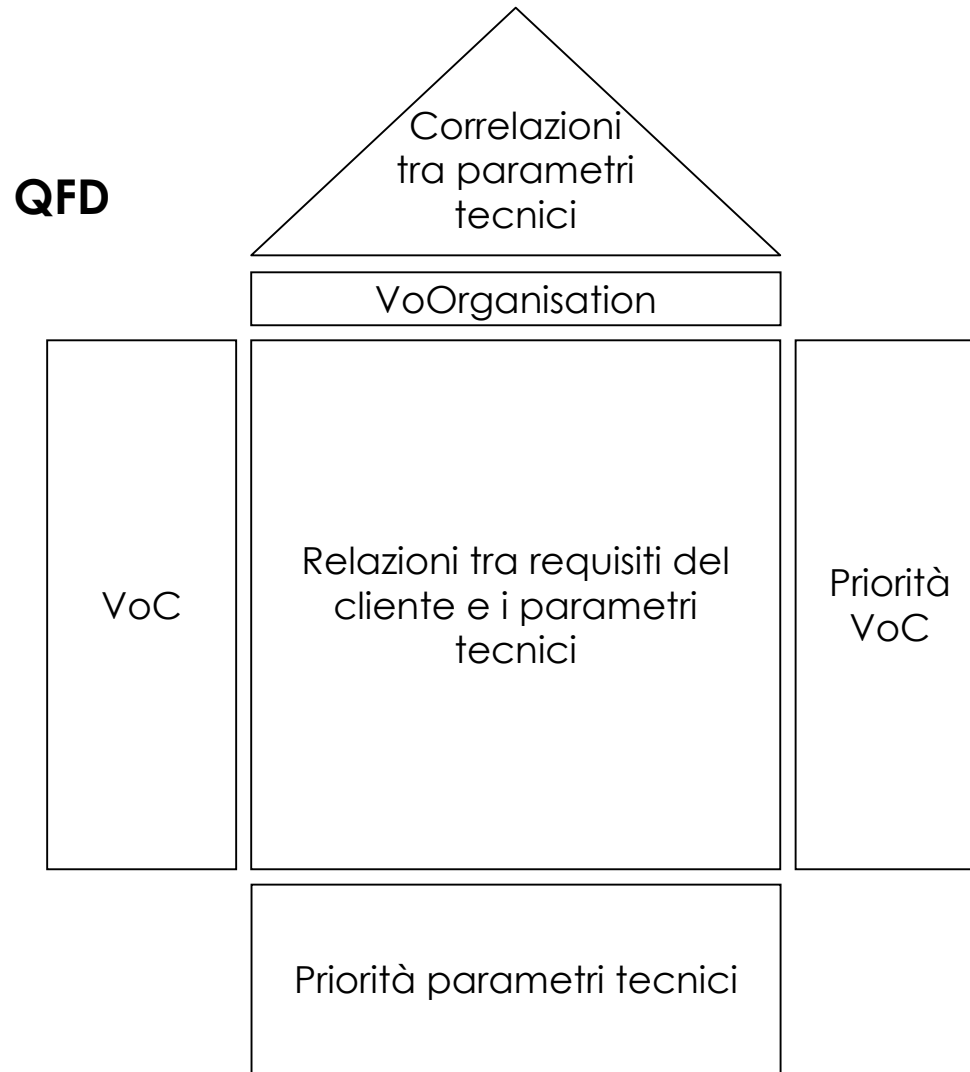 Correlazioni
tra parametri
tecnici
QFD
VoOrganisation
VoC
Relazioni tra requisiti del
cliente e i parametri
tecnici
Priorità
VoC
Priorità parametri tecnici